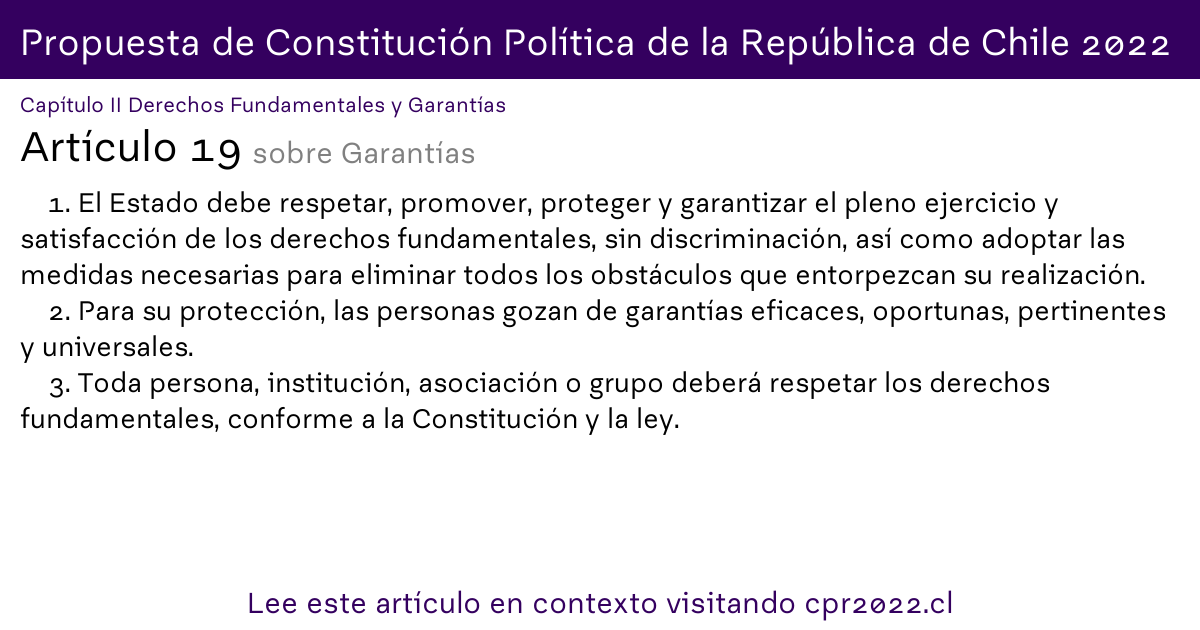 Propuesta de Constitución Política de la República de Chile 2022
Capítulo II Derechos Fundamentales y Garantías
Artículo 19 sobre Garantías
1. El Estado debe respetar, promover, proteger y garantizar el pleno ejercicio y
satisfacción de los derechos fundamentales, sin discriminación, así como adoptar las
medidas necesarias para eliminar todos los obstáculos que entorpezcan su realización.
2. Para su protección, las personas gozan de garantías eficaces, oportunas, pertinentes
y universales.
3. Toda persona, institución, asociación o grupo deberá respetar los derechos
fundamentales, conforme a la Constitución y la ley.
Lee este artículo en contexto visitando cpr2022.cl